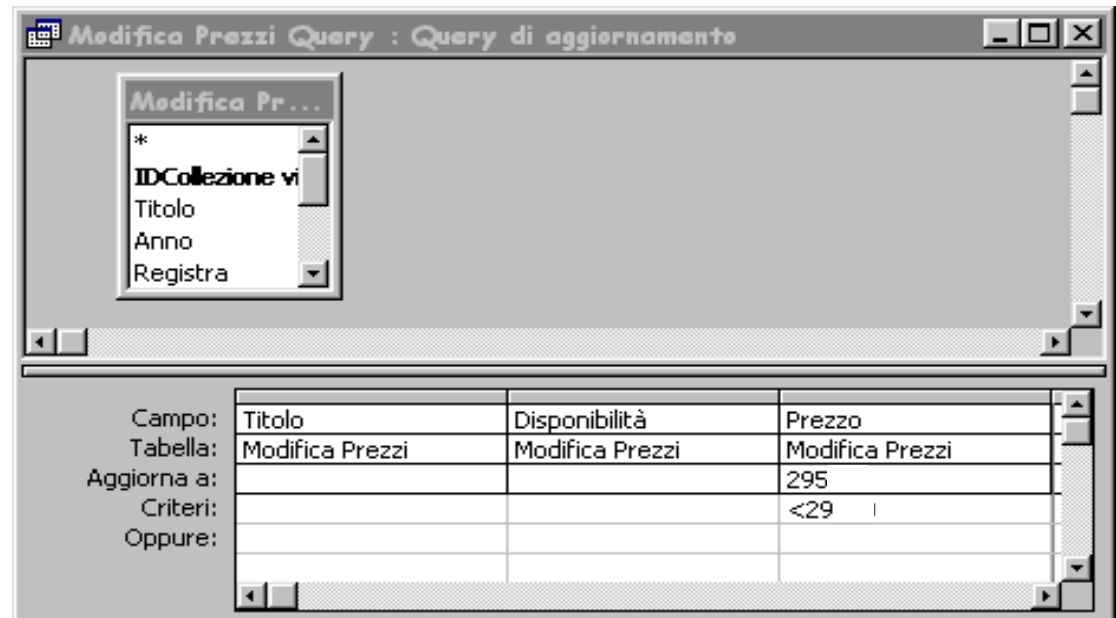 Modifica Prezzi Query : Query di aggiornamento
Modifica Pr...
*
IDCollezione vi
Titolo
Anno
Registra
Campo: Titolo Disponibilità Prezzo
Tabella: Modifica Prezzi Modifica Prezzi Modifica Prezzi
Aggiorna a: 295
Criteri: <29
Oppure: